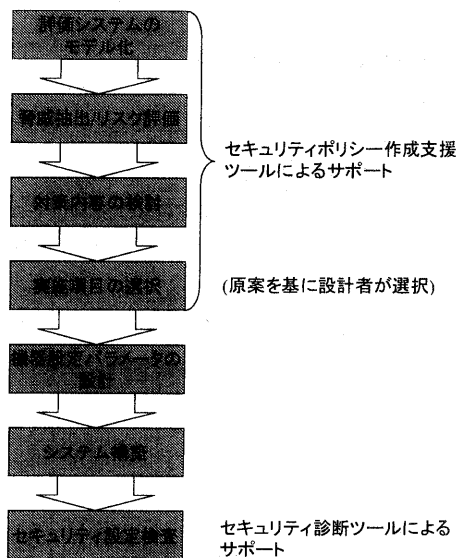 評価システムの
モデル化
脅威抽出/リスク評価
セキュリティポリシー作成支援
ツールによるサポート
対策内容の検討
実施項目の選択
(原案を基に設計者が選択)
機器設定パラメータの
設計
システム構築
セキュリティ設定検査
セキュリティ診断ツールによる
サポート